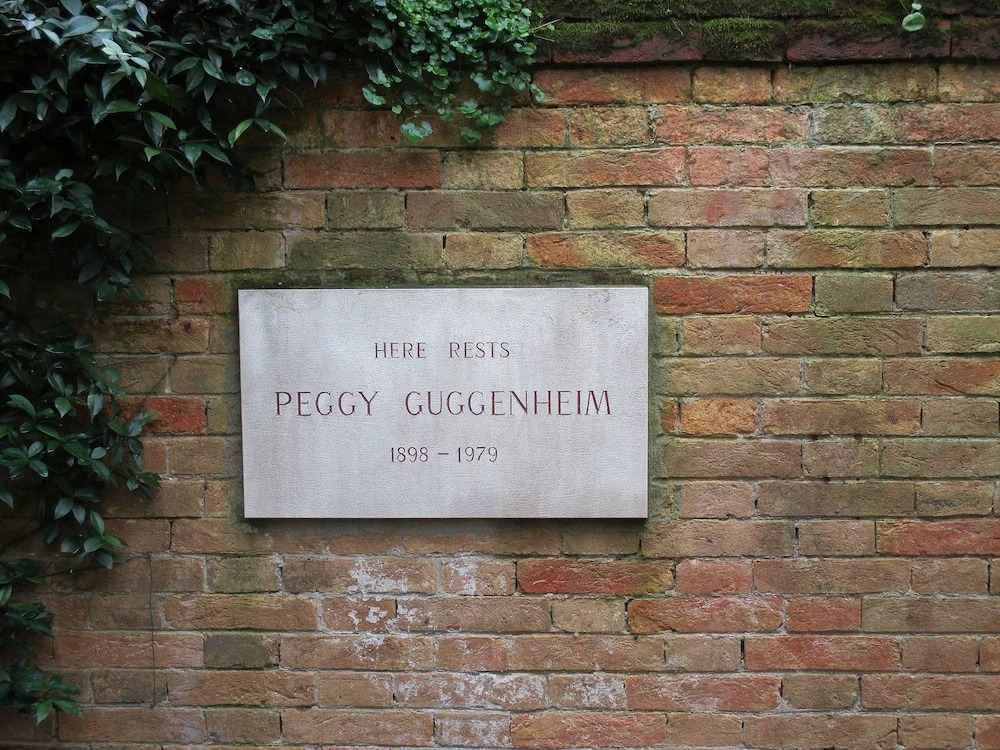 HERE RESTS
PEGGY GUGGENHEIM
1898 – 1979